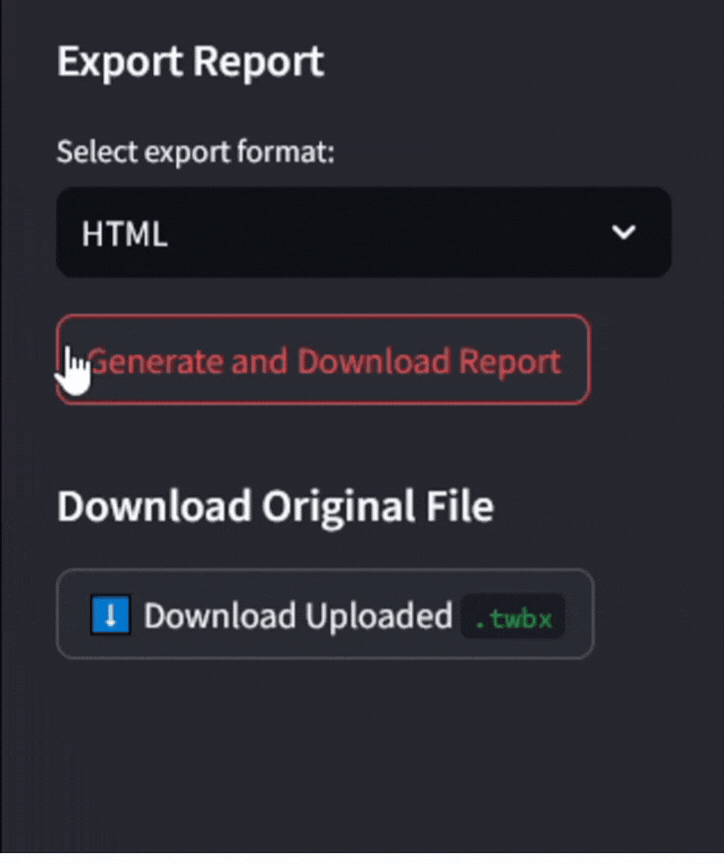 Export Report
Select export format:
HTML
Generate and Download Report
Download Original File
Download Uploaded .twbx